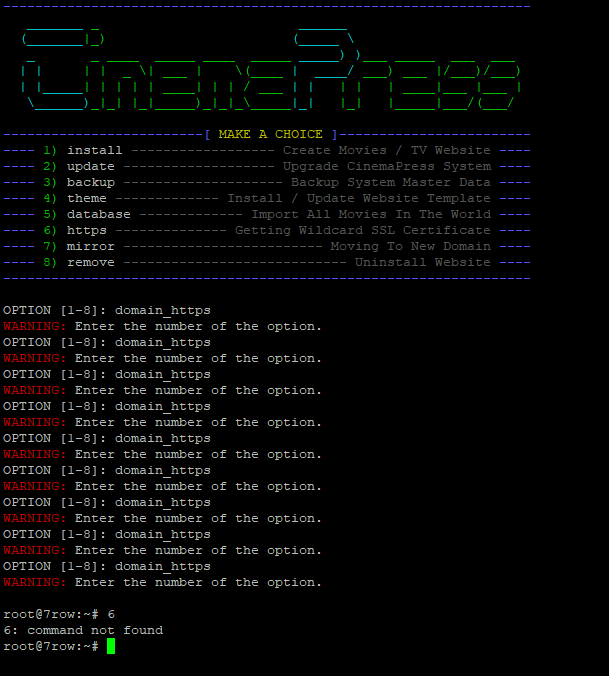 CinemaPress
---------------------------[ MAKE A CHOICE ]-------------------------
---- 1) install ------------------ Create Movies / TV Website ----
---- 2) update ------------------ Upgrade CinemaPress System ----
---- 3) backup -------------------- Backup System Master Data ----
---- 4) theme ------------ Install / Update Website Template ----
---- 5) database ------------- Import All Movies In The World ----
---- 6) https -------------- Getting Wildcard SSL Certificate ----
---- 7) mirror ------------------------- Moving To New Domain ----
---- 8) remove ---------------------------- Uninstall Website ----
OPTION [1-8]: domain_https
WARNING: Enter the number of the option.
OPTION [1-8]: domain_https
WARNING: Enter the number of the option.
OPTION [1-8]: domain_https
WARNING: Enter the number of the option.
OPTION [1-8]: domain_https
WARNING: Enter the number of the option.
OPTION [1-8]: domain_https
WARNING: Enter the number of the option.
OPTION [1-8]: domain_https
WARNING: Enter the number of the option.
OPTION [1-8]: domain_https
WARNING: Enter the number of the option.
OPTION [1-8]: domain_https
WARNING: Enter the number of the option.
OPTION [1-8]: domain_https
WARNING: Enter the number of the option.
root@7row:~# 6
6: command not found
root@7row:~#